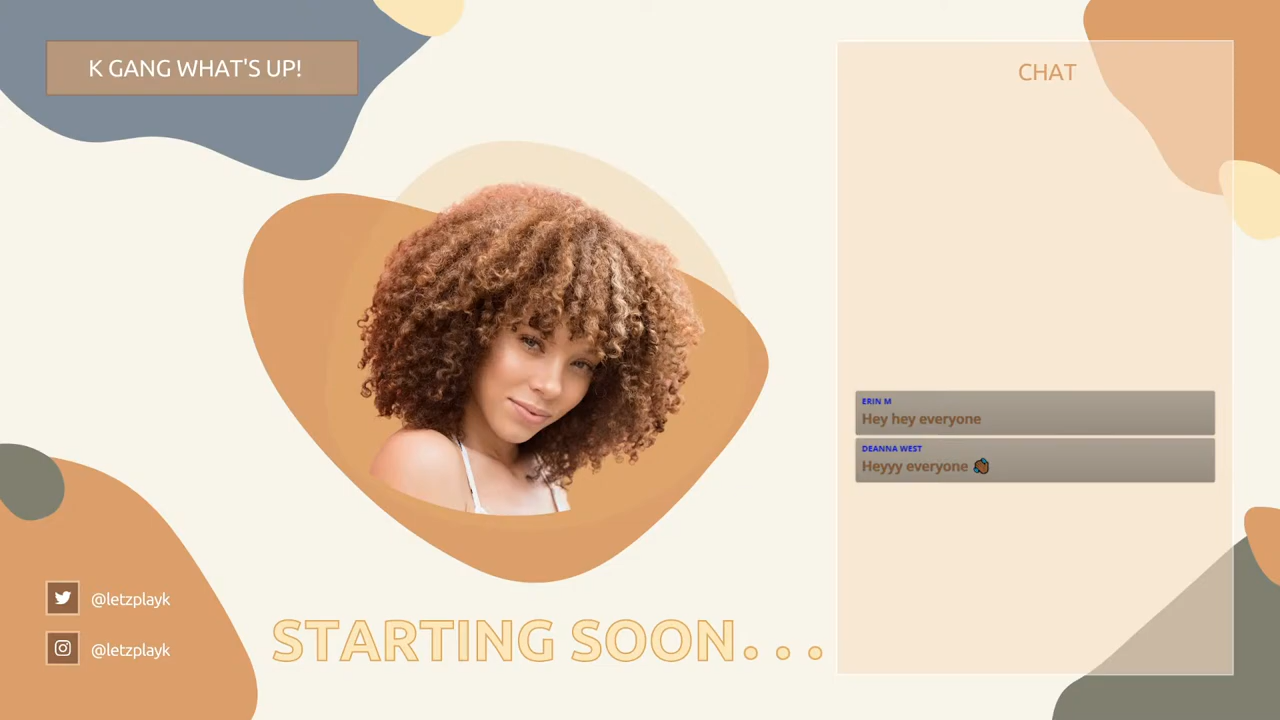 K GANG WHAT'S UP!
CHAT
ERIN M
Hey hey everyone
DEANNA WEST
Heyyy everyone
@letzplayk
@letzplayk
STARTING SOON...